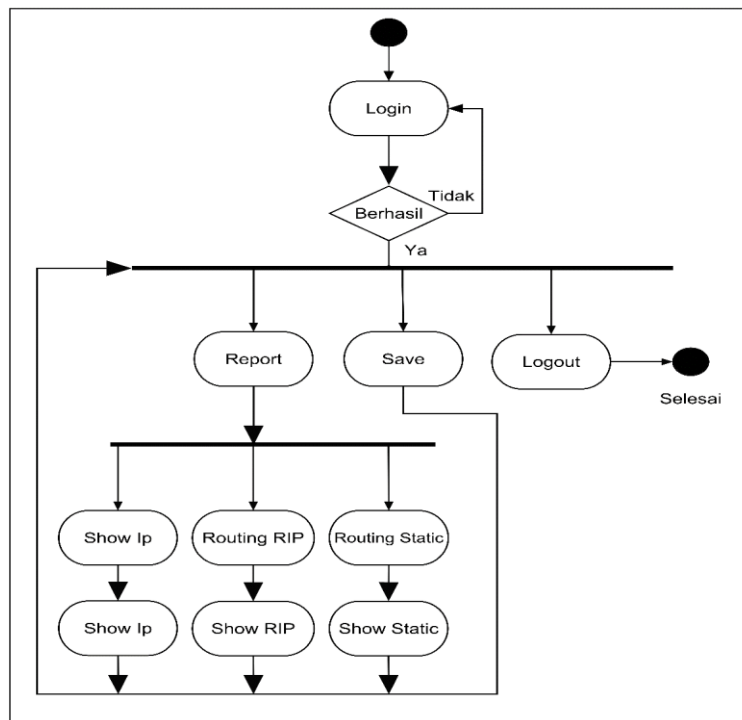 Login
Tidak
Berhasil
Ya
Report
Save
Logout
Selesai
Show Ip
Routing RIP
Routing Static
Show Ip
Show RIP
Show Static